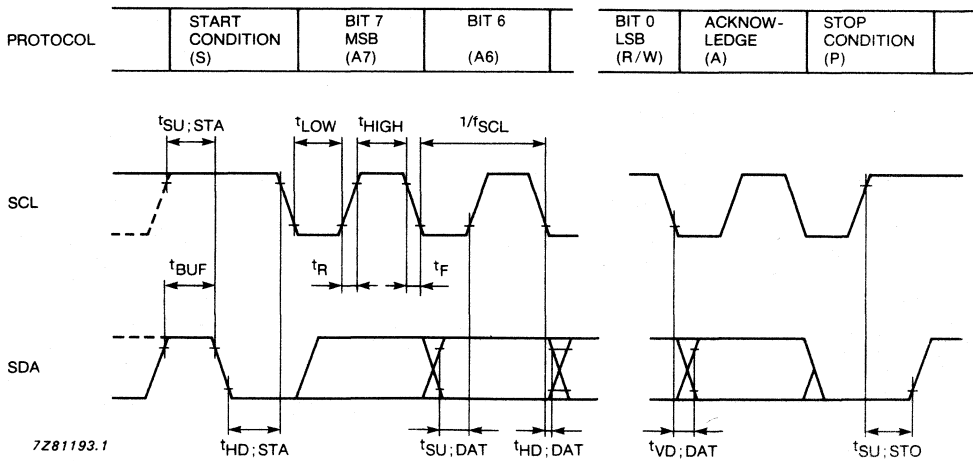 PROTOCOL
START
CONDITION
(S)
BIT 7
MSB
(A7)
BIT 6
(A6)
BIT 0
LSB
(R/W)
ACKNOW-
LEDGE
(A)
STOP
CONDITION
(P)
tSU;STA
tLOW
tHIGH
1/fSCL
SCL
tBUF
tR
tF
SDA
tHD;STA
tSU;DAT
tHD;DAT
tVD;DAT
tSU;STO
7Z81193.1